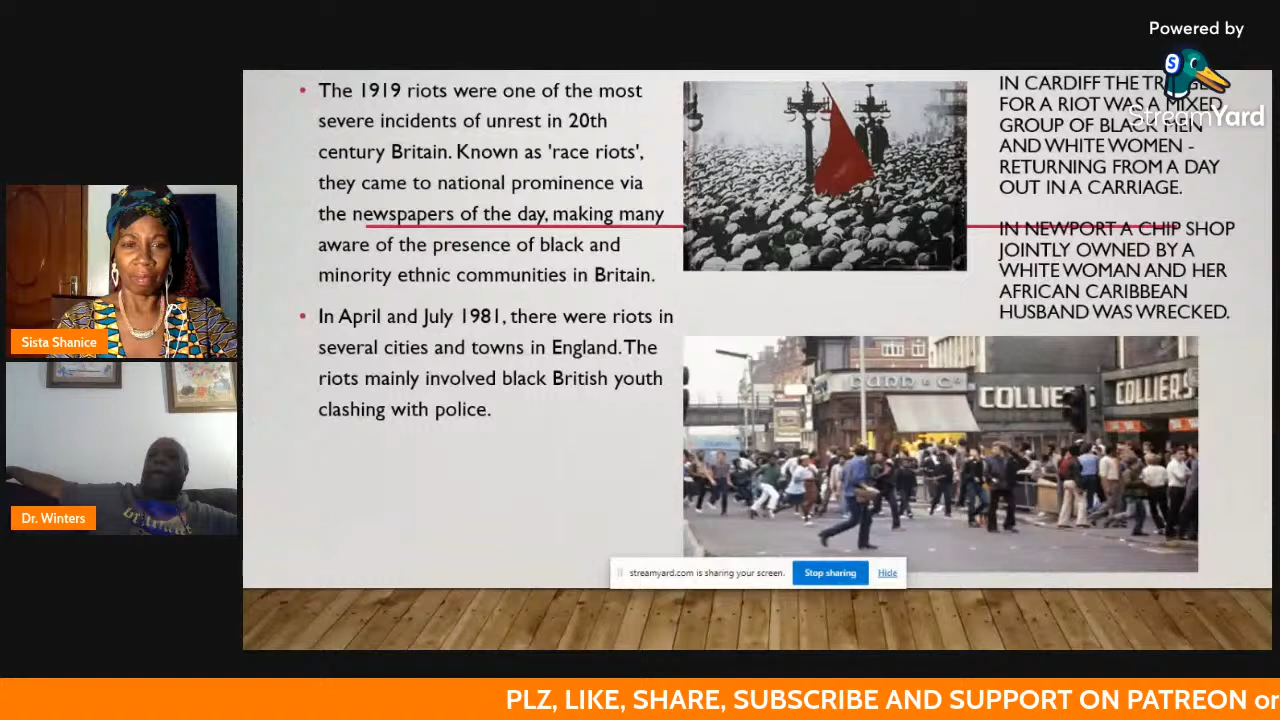 Powered by
StreamYard
• The 1919 riots were one of the most
severe incidents of unrest in 20th
century Britain. Known as 'race riots',
they came to national prominence via
the newspapers of the day, making many
aware of the presence of black and
minority ethnic communities in Britain.
• In April and July 1981, there were riots in
several cities and towns in England. The
riots mainly involved black British youth
clashing with police.
IN CARDIFF THE
FOR A RIOT WAS A MIXED
GROUP OF BLACK MEN
AND WHITE WOMEN -
RETURNING FROM A DAY
OUT IN A CARRIAGE.
IN NEWPORT A CHIP SHOP
JOINTLY OWNED BY A
WHITE WOMAN AND HER
AFRICAN CARIBBEAN
HUSBAND WAS WRECKED.
DUNN & Co
COLLIERS
COLLIERS
Sista Shanice
Dr. Winters
streamyard.com is sharing your screen.
Stop sharing
Hide
PLZ, LIKE, SHARE, SUBSCRIBE AND SUPPORT ON PATREON or